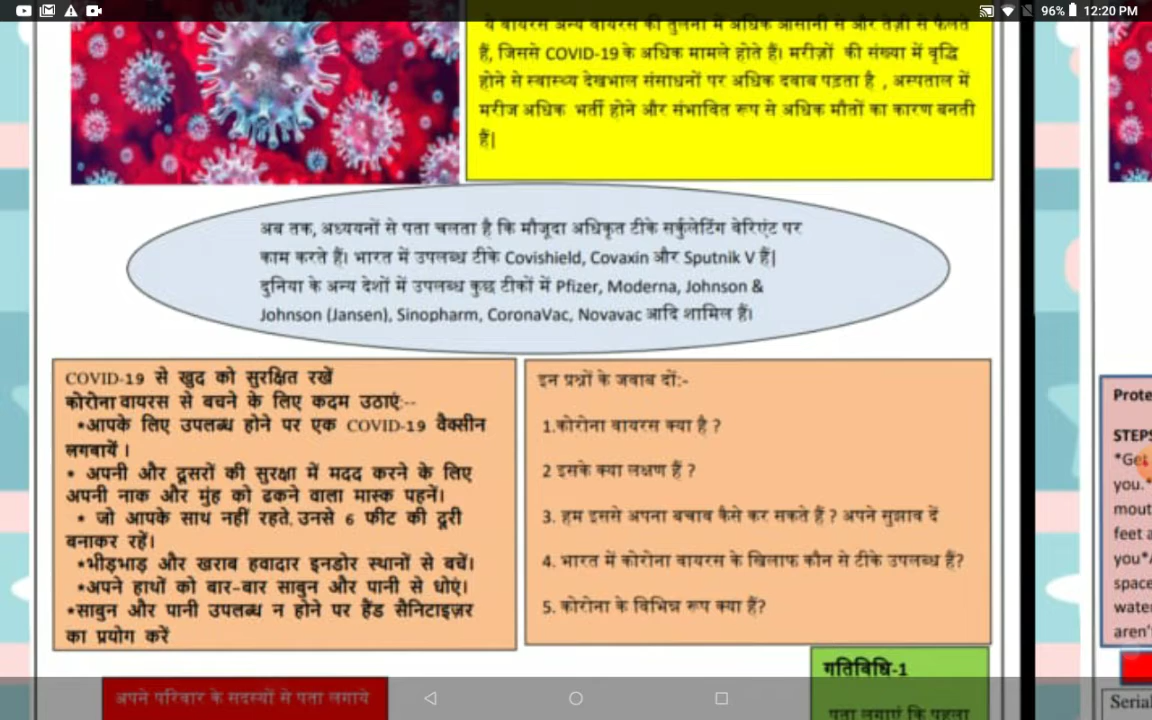 96% 12:20 PM
ये वायरस अन्य वायरस की तुलना में अधिक आसानी से और तेज़ी से फैलते
हैं, जिससे COVID-19 के अधिक मामले होते हैं। मरीज़ों की संख्या में वृद्धि
होने से स्वास्थ्य देखभाल संसाधनों पर अधिक दवाब पड़ता है , अस्पताल में
मरीज अधिक भर्ती होने और संभावित रूप से अधिक मौतों का कारण बनती
हैं|
अब तक, अध्ययनों से पता चलता है कि मौजूदा अधिकृत टीके सर्कुलेटिंग वेरिएंट पर
काम करते हैं। भारत में उपलब्ध टीके Covishield, Covaxin और Sputnik V हैं|
दुनिया के अन्य देशों में उपलब्ध कुछ टीकों में Pfizer, Moderna, Johnson &
Johnson (Jansen), Sinopharm, CoronaVac, Novavac आदि शामिल हैं।
COVID-19 से खुद को सुरक्षित रखें
कोरोना वायरस से बचने के लिए कदम उठाएं:--
*आपके लिए उपलब्ध होने पर एक COVID-19 वैक्सीन
लगबायें ।
* अपनी और दूसरों की सुरक्षा में मदद करने के लिए
अपनी नाक और मुंह को ढकने वाला मास्क पहनें।
* जो आपके साथ नहीं रहते, उनसे 6 फीट की दूरी
बनाकर रहें।
*भीड़भाड़ और खराब हवादार इनडोर स्थानों से बचें।
*अपने हाथों को बार-बार साबुन और पानी से धोएं।
*साबुन और पानी उपलब्ध न होने पर हैंड सैनिटाइज़र
का प्रयोग करें
इन प्रश्नों के जवाब दों:-
1.कोरोना वायरस क्या है ?
2 इसके क्या लक्षण हैं ?
3. हम इससे अपना बचाव कैसे कर सकते हैं ? अपने सुझाव दें
4. भारत में कोरोना वायरस के खिलाफ कौन से टीके उपलब्ध हैं?
5. कोरोना के विभिन्न रूप क्या हैं?
अपने परिवार के सदस्यों से पता लगाये
गतिविधि-1
पता लगाएं कि पहला
Prote
STEPS
*Get
you.*
mout
feet a
you*A
space
water
aren'
Serial